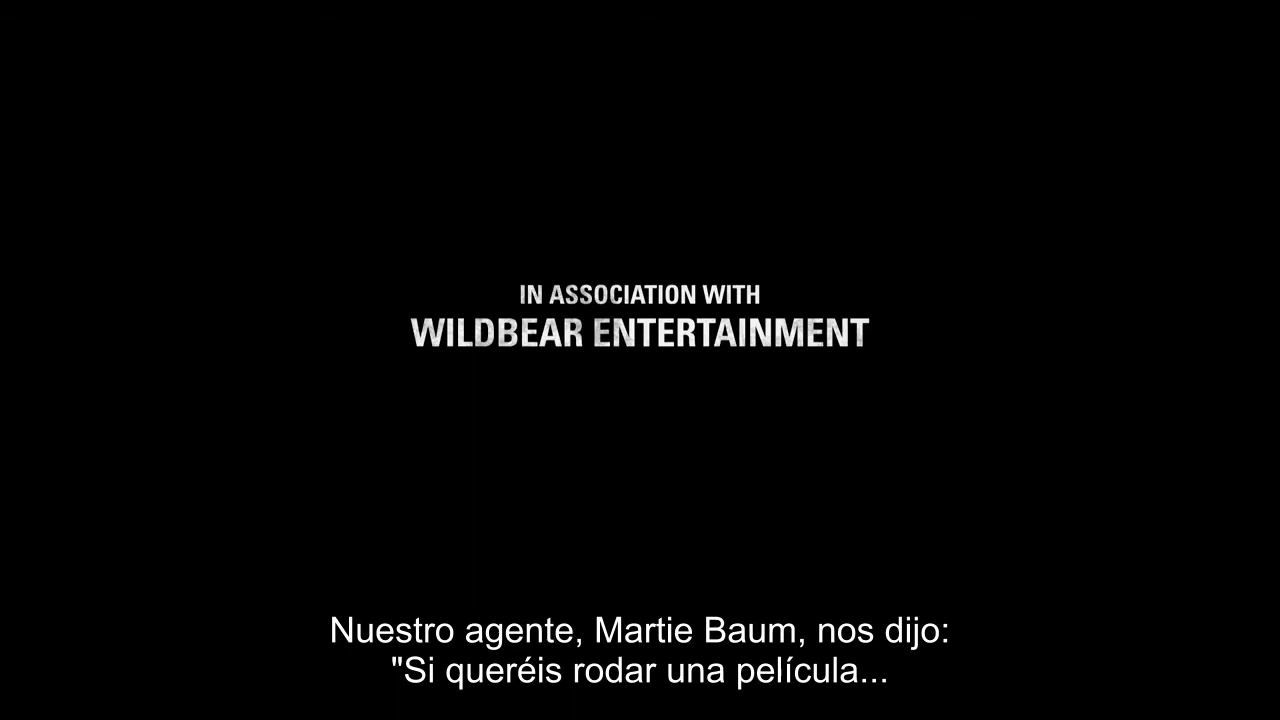 IN ASSOCIATION WITH
WILDBEAR ENTERTAINMENT
Nuestro agente, Martie Baum, nos dijo:
"Si queréis rodar una película...